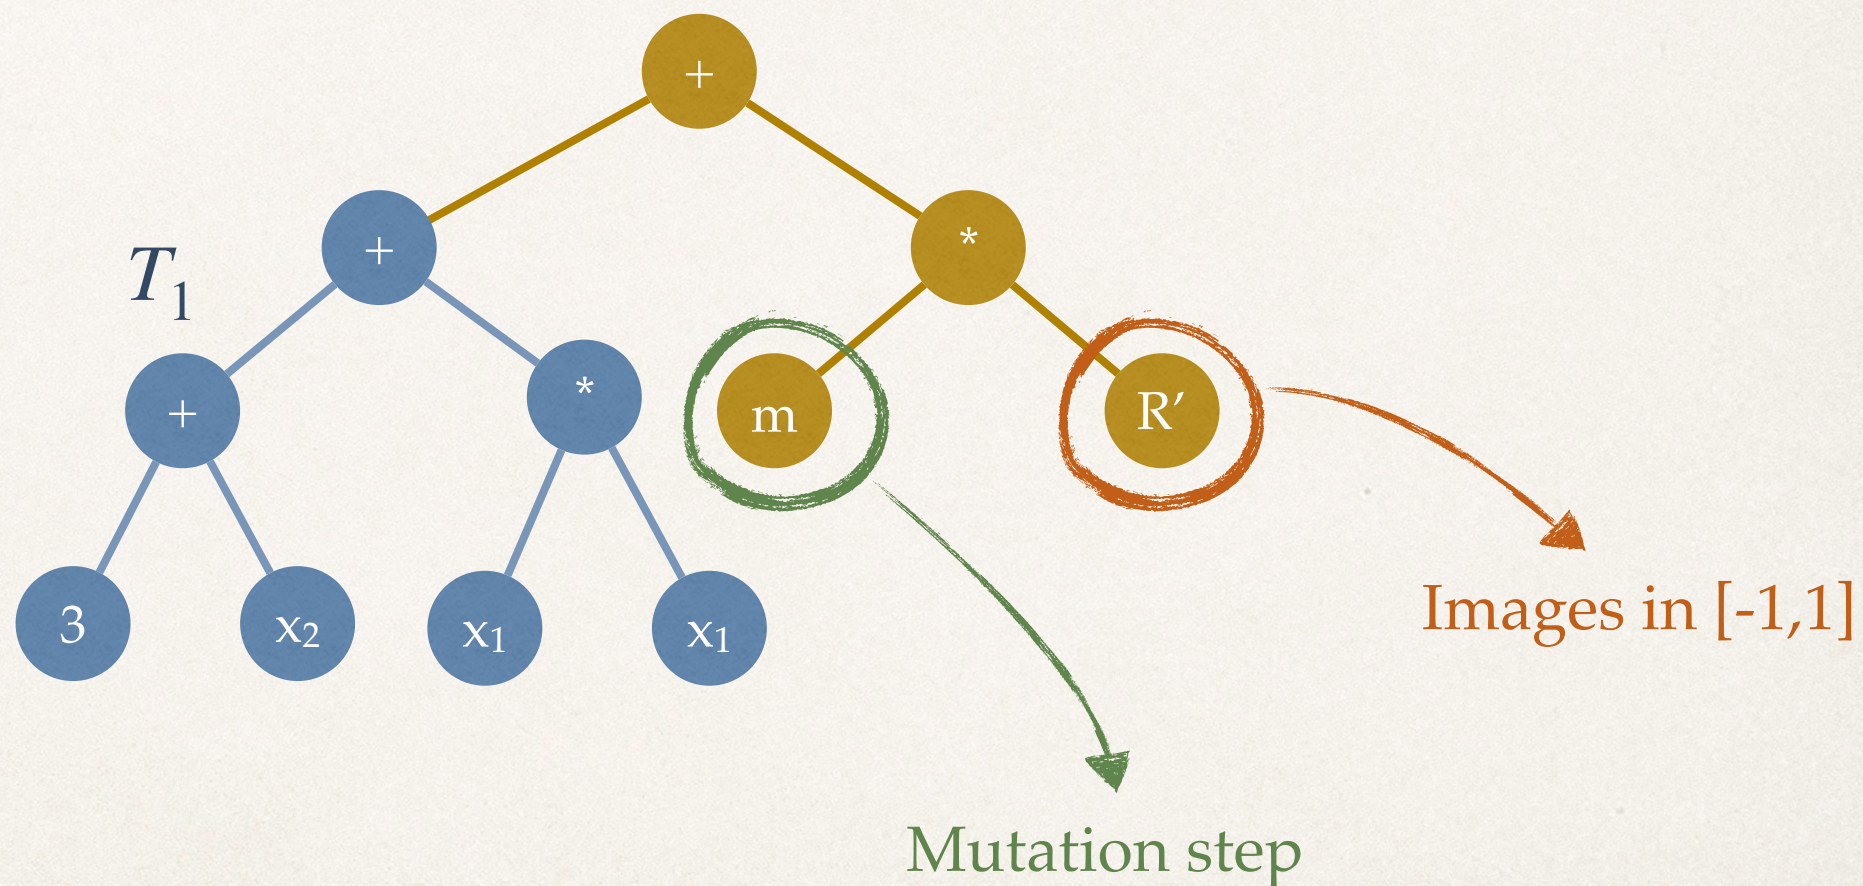 +
+
*
T₁
+
*
m
R′
3
x₂
x₁
x₁
Images in [-1,1]
Mutation step